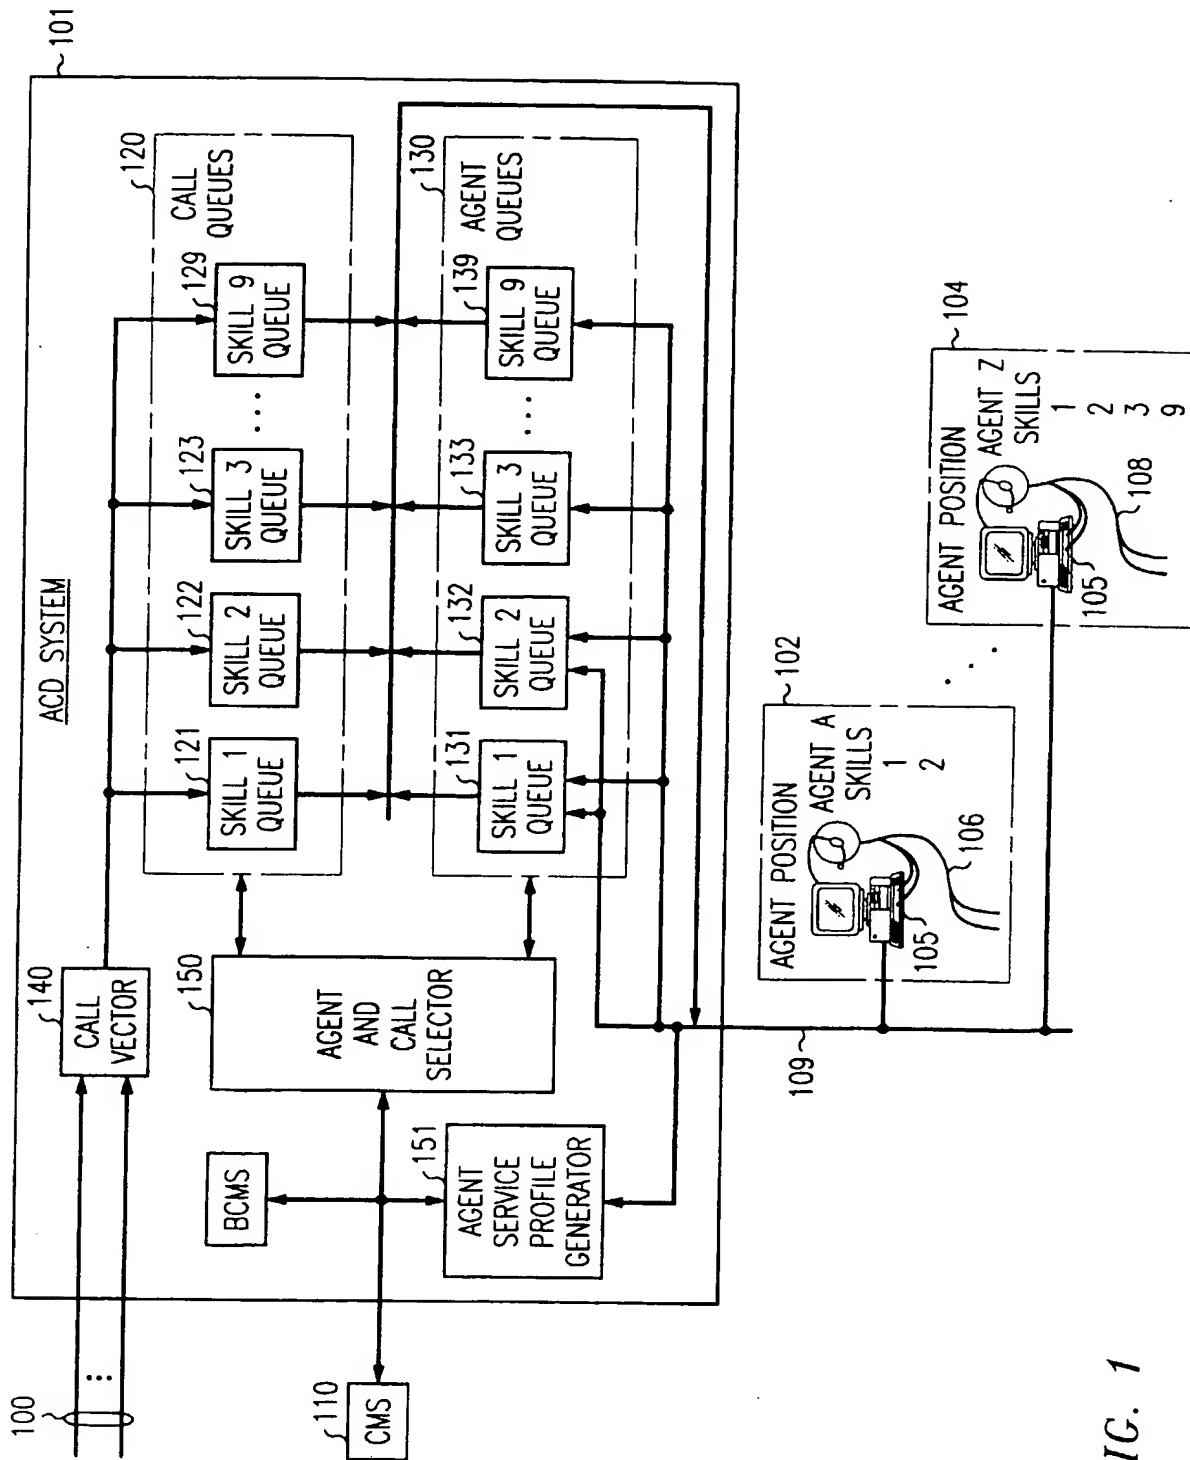 ACD SYSTEM
101
100
140
CALL
VECTOR
120
CALL
QUEUES
121
SKILL 1
QUEUE
122
SKILL 2
QUEUE
123
SKILL 3
QUEUE
...
129
SKILL 9
QUEUE
130
AGENT
QUEUES
131
SKILL 1
QUEUE
132
SKILL 2
QUEUE
133
SKILL 3
QUEUE
...
139
SKILL 9
QUEUE
150
AGENT
AND
CALL
SELECTOR
BCMS
151
AGENT
SERVICE
PROFILE
GENERATOR
110
CMS
109
102
AGENT POSITION
AGENT A
SKILLS
1
2
105
106
104
AGENT POSITION
AGENT Z
SKILLS
1
2
3
9
105
108
IG. 1